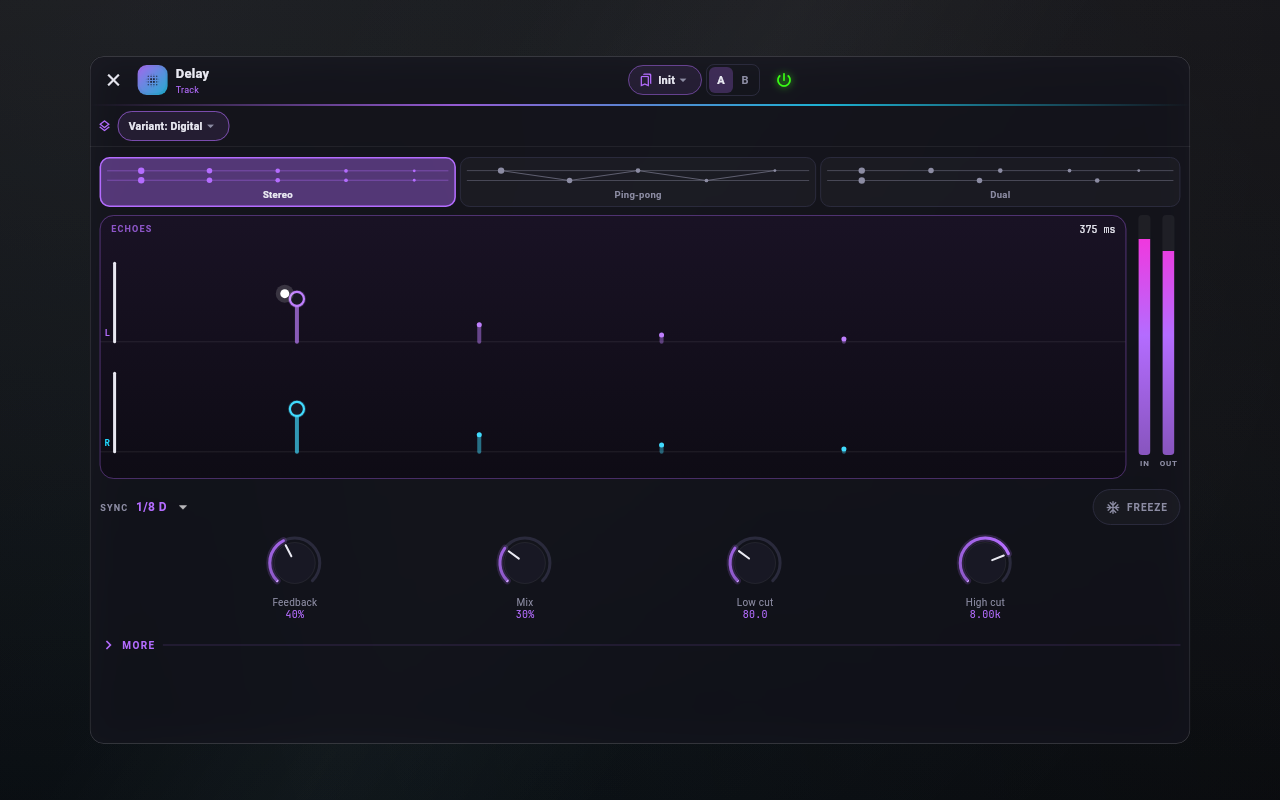 Delay
Track
Init
A
B
Variant: Digital
Stereo
Ping-pong
Dual
ECHOES
375 ms
L
R
IN
OUT
SYNC
1/8 D
FREEZE
Feedback
40%
Mix
30%
Low cut
80.0
High cut
8.00k
MORE